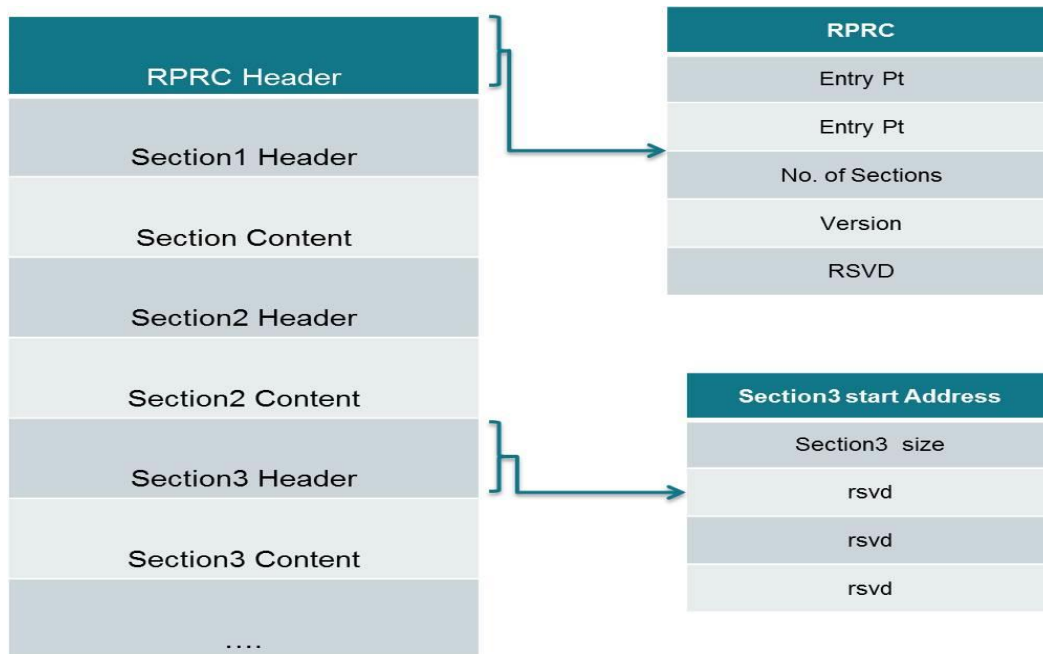 RPRC Header
Section1 Header
Section Content
Section2 Header
Section2 Content
Section3 Header
Section3 Content
....
RPRC
Entry Pt
Entry Pt
No. of Sections
Version
RSVD
Section3 start Address
Section3 size
rsvd
rsvd
rsvd